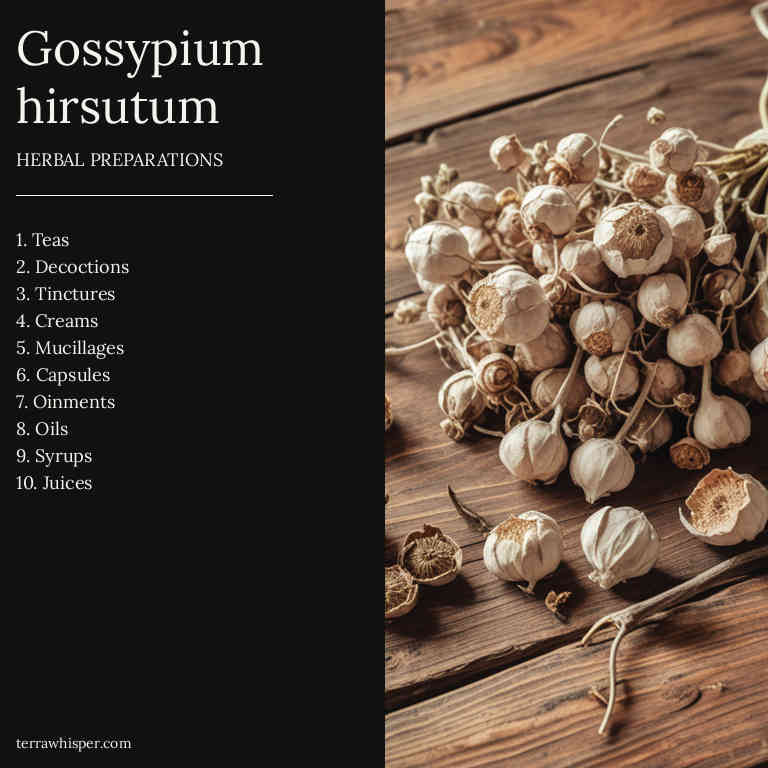 Gossypium
hirsutum
HERBAL PREPARATIONS
1. Teas
2. Decoctions
3. Tinctures
4. Creams
5. Mucillages
6. Capsules
7. Oinments
8. Oils
9. Syrups
10. Juices
terrawhisper.com